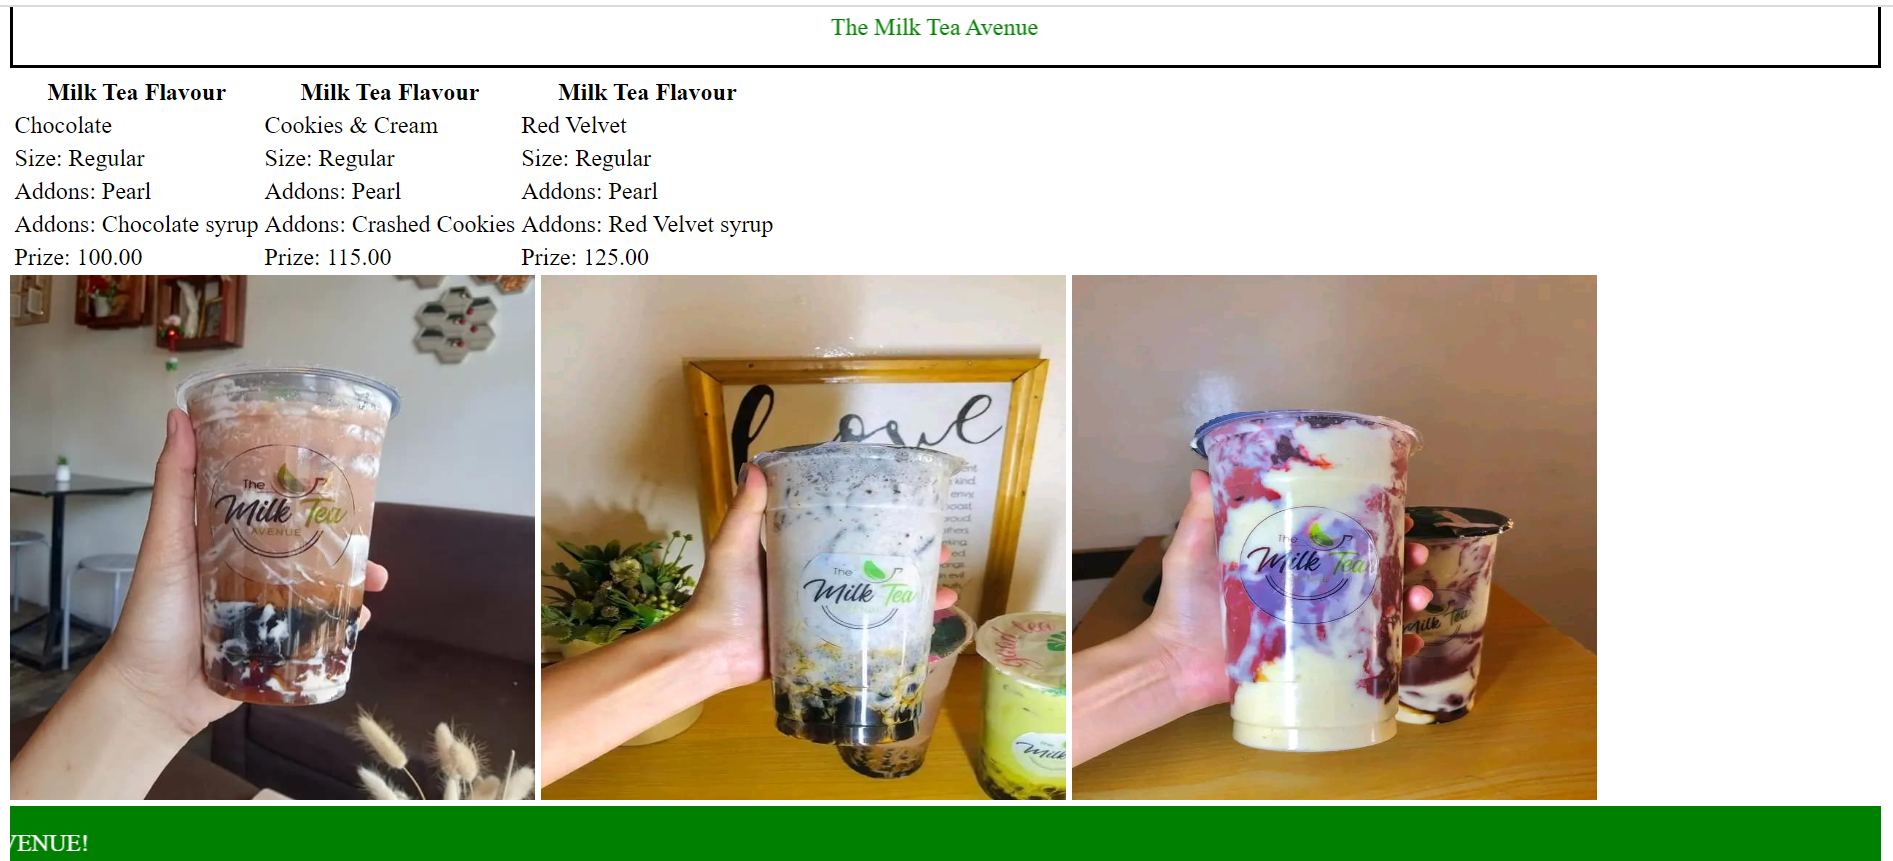 The Milk Tea Avenue
Milk Tea Flavour Milk Tea Flavour Milk Tea Flavour
Chocolate Cookies & Cream Red Velvet
Size: Regular Size: Regular Size: Regular
Addons: Pearl Addons: Pearl Addons: Pearl
Addons: Chocolate syrup Addons: Crashed Cookies Addons: Red Velvet syrup
Prize: 100.00 Prize: 115.00 Prize: 125.00
The
Milk Tea
AVENUE
love
kind.
envy
The
Milk Tea
The
Milk Tea
Milk Tea
VENUE!